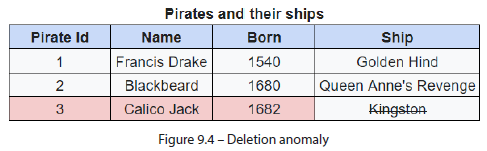 Pirates and their ships
Pirate Id Name Born Ship
1 Francis Drake 1540 Golden Hind
2 Blackbeard 1680 Queen Anne's Revenge
3 Calico Jack 1682 Kingston
Figure 9.4 – Deletion anomaly